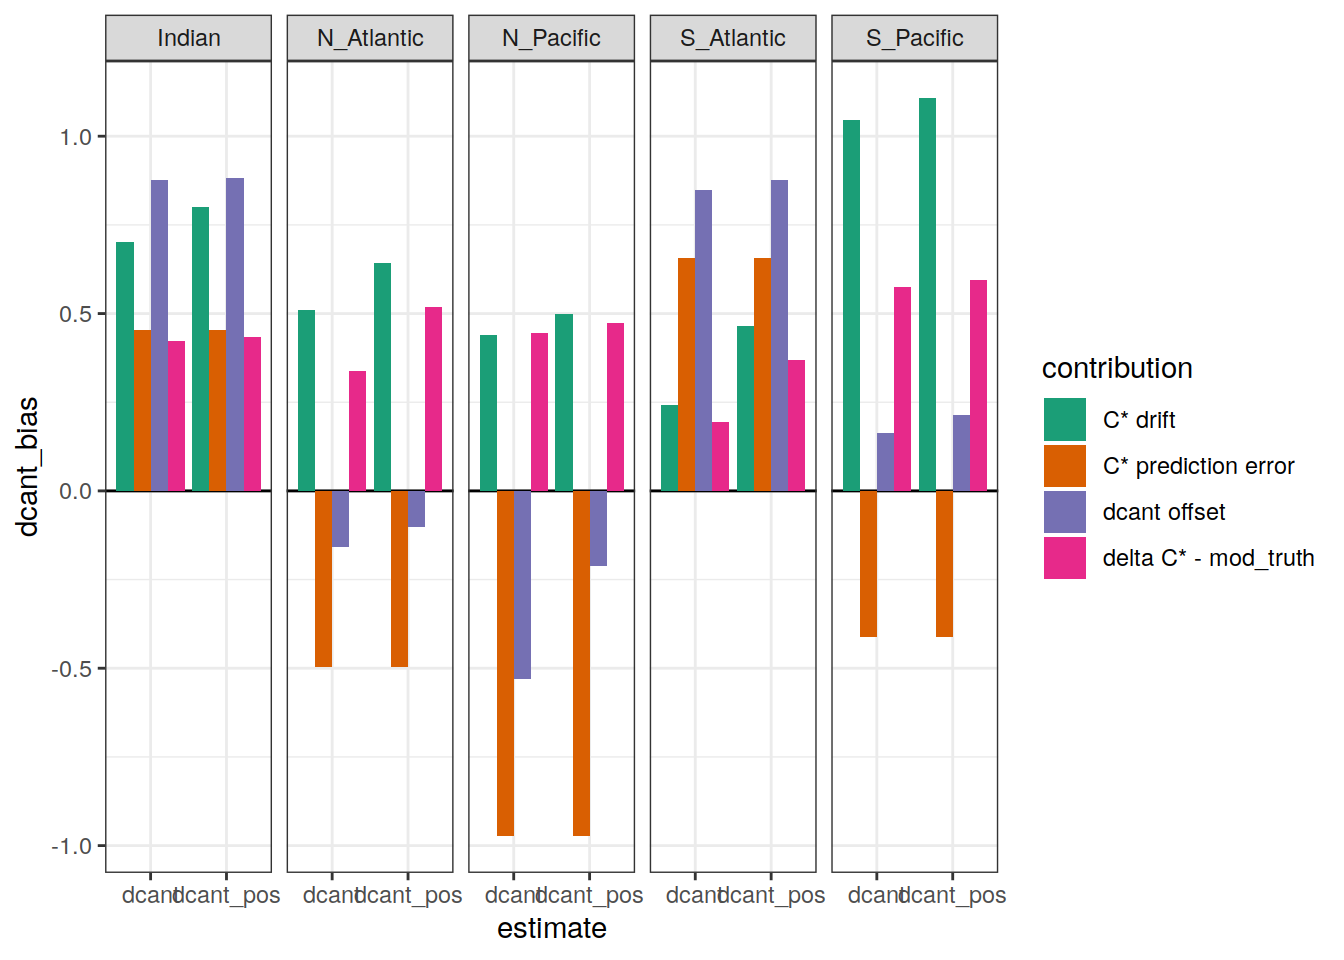 Indian N_Atlantic N_Pacific S_Atlantic S_Pacific
1.0
0.5
0.0
-0.5
-1.0
dcant_bias
dcant dcant_pos dcant dcant_pos dcant dcant_pos dcant dcant_pos dcant dcant_pos
estimate
contribution
C* drift
C* prediction error
dcant offset
delta C* - mod_truth